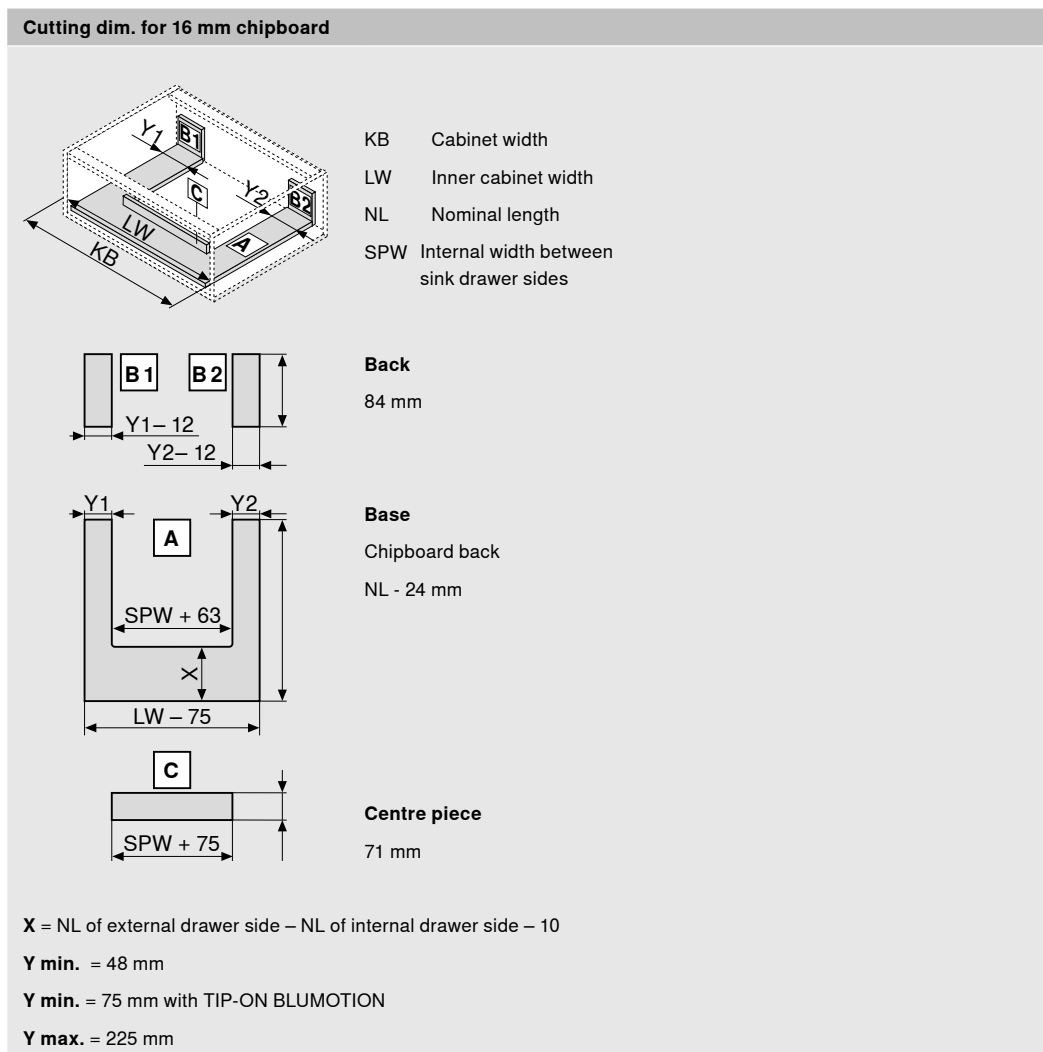 Cutting dim. for 16 mm chipboard
Y1
B1
C
Y2
B2
A
LW
KB
KB Cabinet width
LW Inner cabinet width
NL Nominal length
SPW Internal width between
sink drawer sides
B1 B2
Y1– 12
Y2– 12
Back
84 mm
Y1 Y2
A
SPW + 63
X
LW – 75
Base
Chipboard back
NL - 24 mm
C
SPW + 75
Centre piece
71 mm
X = NL of external drawer side – NL of internal drawer side – 10
Y min. = 48 mm
Y min. = 75 mm with TIP-ON BLUMOTION
Y max. = 225 mm